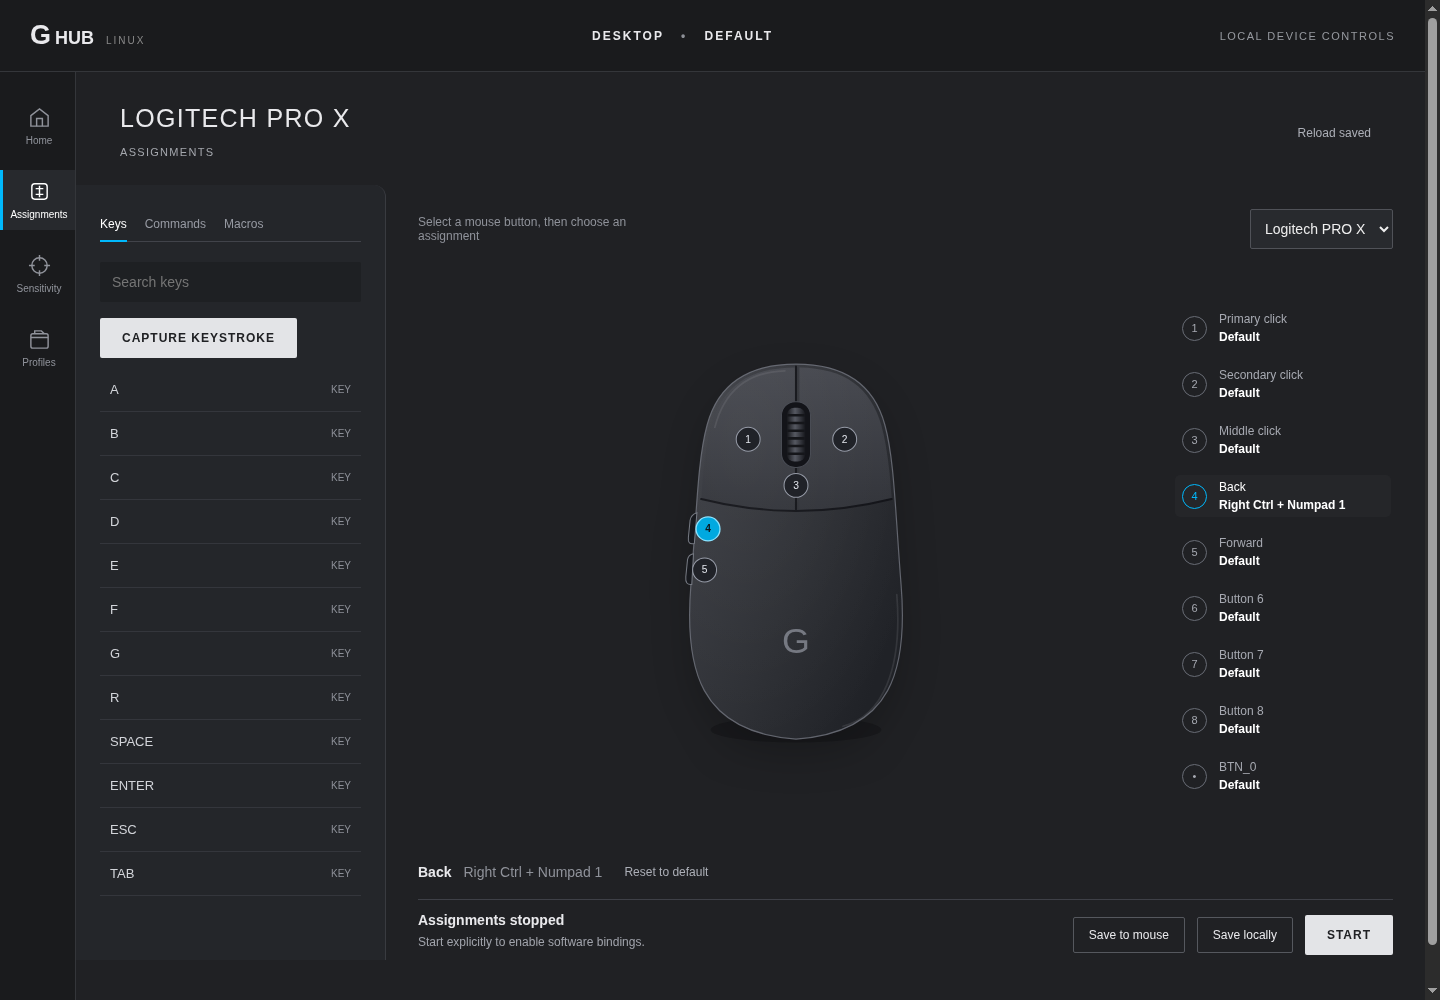 G HUB LINUX
DESKTOP • DEFAULT
LOCAL DEVICE CONTROLS
Home
Assignments
Sensitivity
Profiles
LOGITECH PRO X
ASSIGNMENTS
Reload saved
Keys Commands Macros
Search keys
CAPTURE KEYSTROKE
A KEY
B KEY
C KEY
D KEY
E KEY
F KEY
G KEY
R KEY
SPACE KEY
ENTER KEY
ESC KEY
TAB KEY
Select a mouse button, then choose an
assignment
Logitech PRO X
1
2
3
4
5
G
1 Primary click
Default
2 Secondary click
Default
3 Middle click
Default
4 Back
Right Ctrl + Numpad 1
5 Forward
Default
6 Button 6
Default
7 Button 7
Default
8 Button 8
Default
• BTN_0
Default
Back Right Ctrl + Numpad 1 Reset to default
Assignments stopped
Start explicitly to enable software bindings.
Save to mouse
Save locally
START